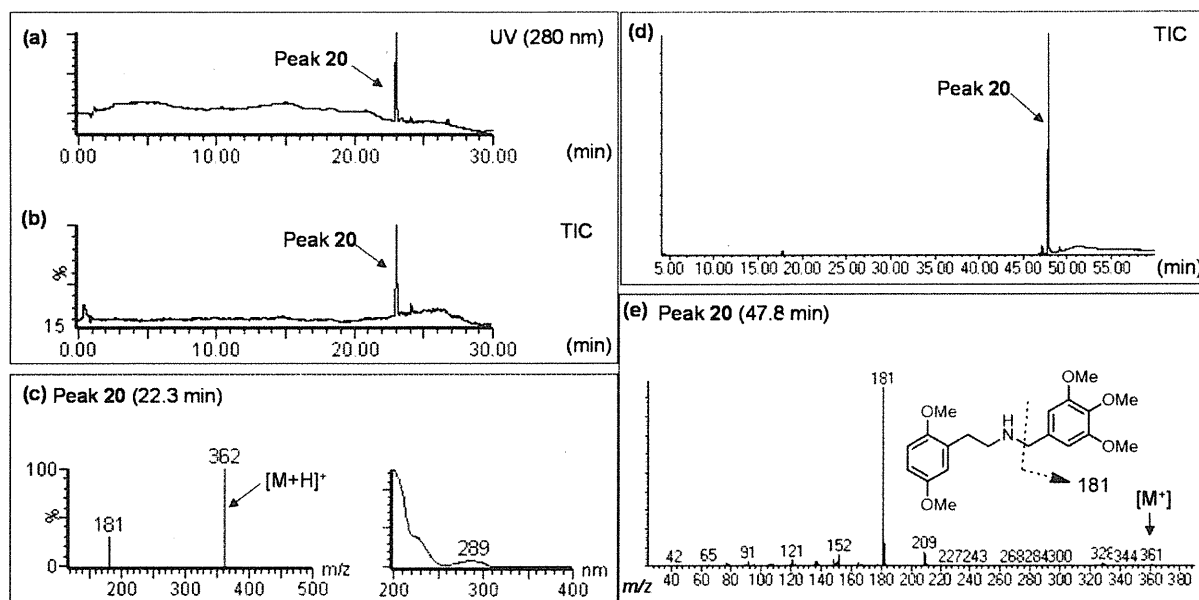 (a)
UV (280 nm)
Peak 20
0.00 10.00 20.00 30.00
(min)
(b)
TIC
Peak 20
%
15
0.00 10.00 20.00 30.00
(min)
(c) Peak 20 (22.3 min)
100
%
0
181
362
[M+H]+
200 300 400 500
m/z
289
200 300 400
nm
(d)
TIC
Peak 20
5.00 10.00 15.00 20.00 25.00 30.00 35.00 40.00 45.00 50.00 55.00
(min)
(e) Peak 20 (47.8 min)
181
OMe
OMe
OMe
OMe
H
N
OMe
181
[M+]
42 65 91 121 152 209 227 243 268 284 300 328 344 361
m/z
40 60 80 100 120 140 160 180 200 220 240 260 280 300 320 340 360 380